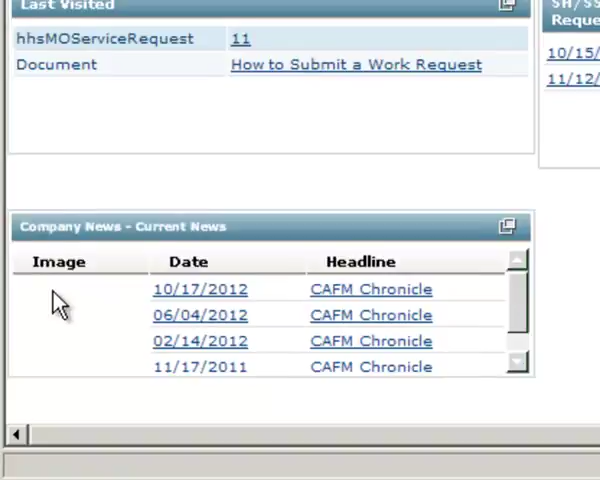 Last Visited
hhsMOServiceRequest 11
Document How to Submit a Work Request
Reque
10/15/
11/12/
Company News - Current News
Image Date Headline
10/17/2012 CAFM Chronicle
06/04/2012 CAFM Chronicle
02/14/2012 CAFM Chronicle
11/17/2011 CAFM Chronicle